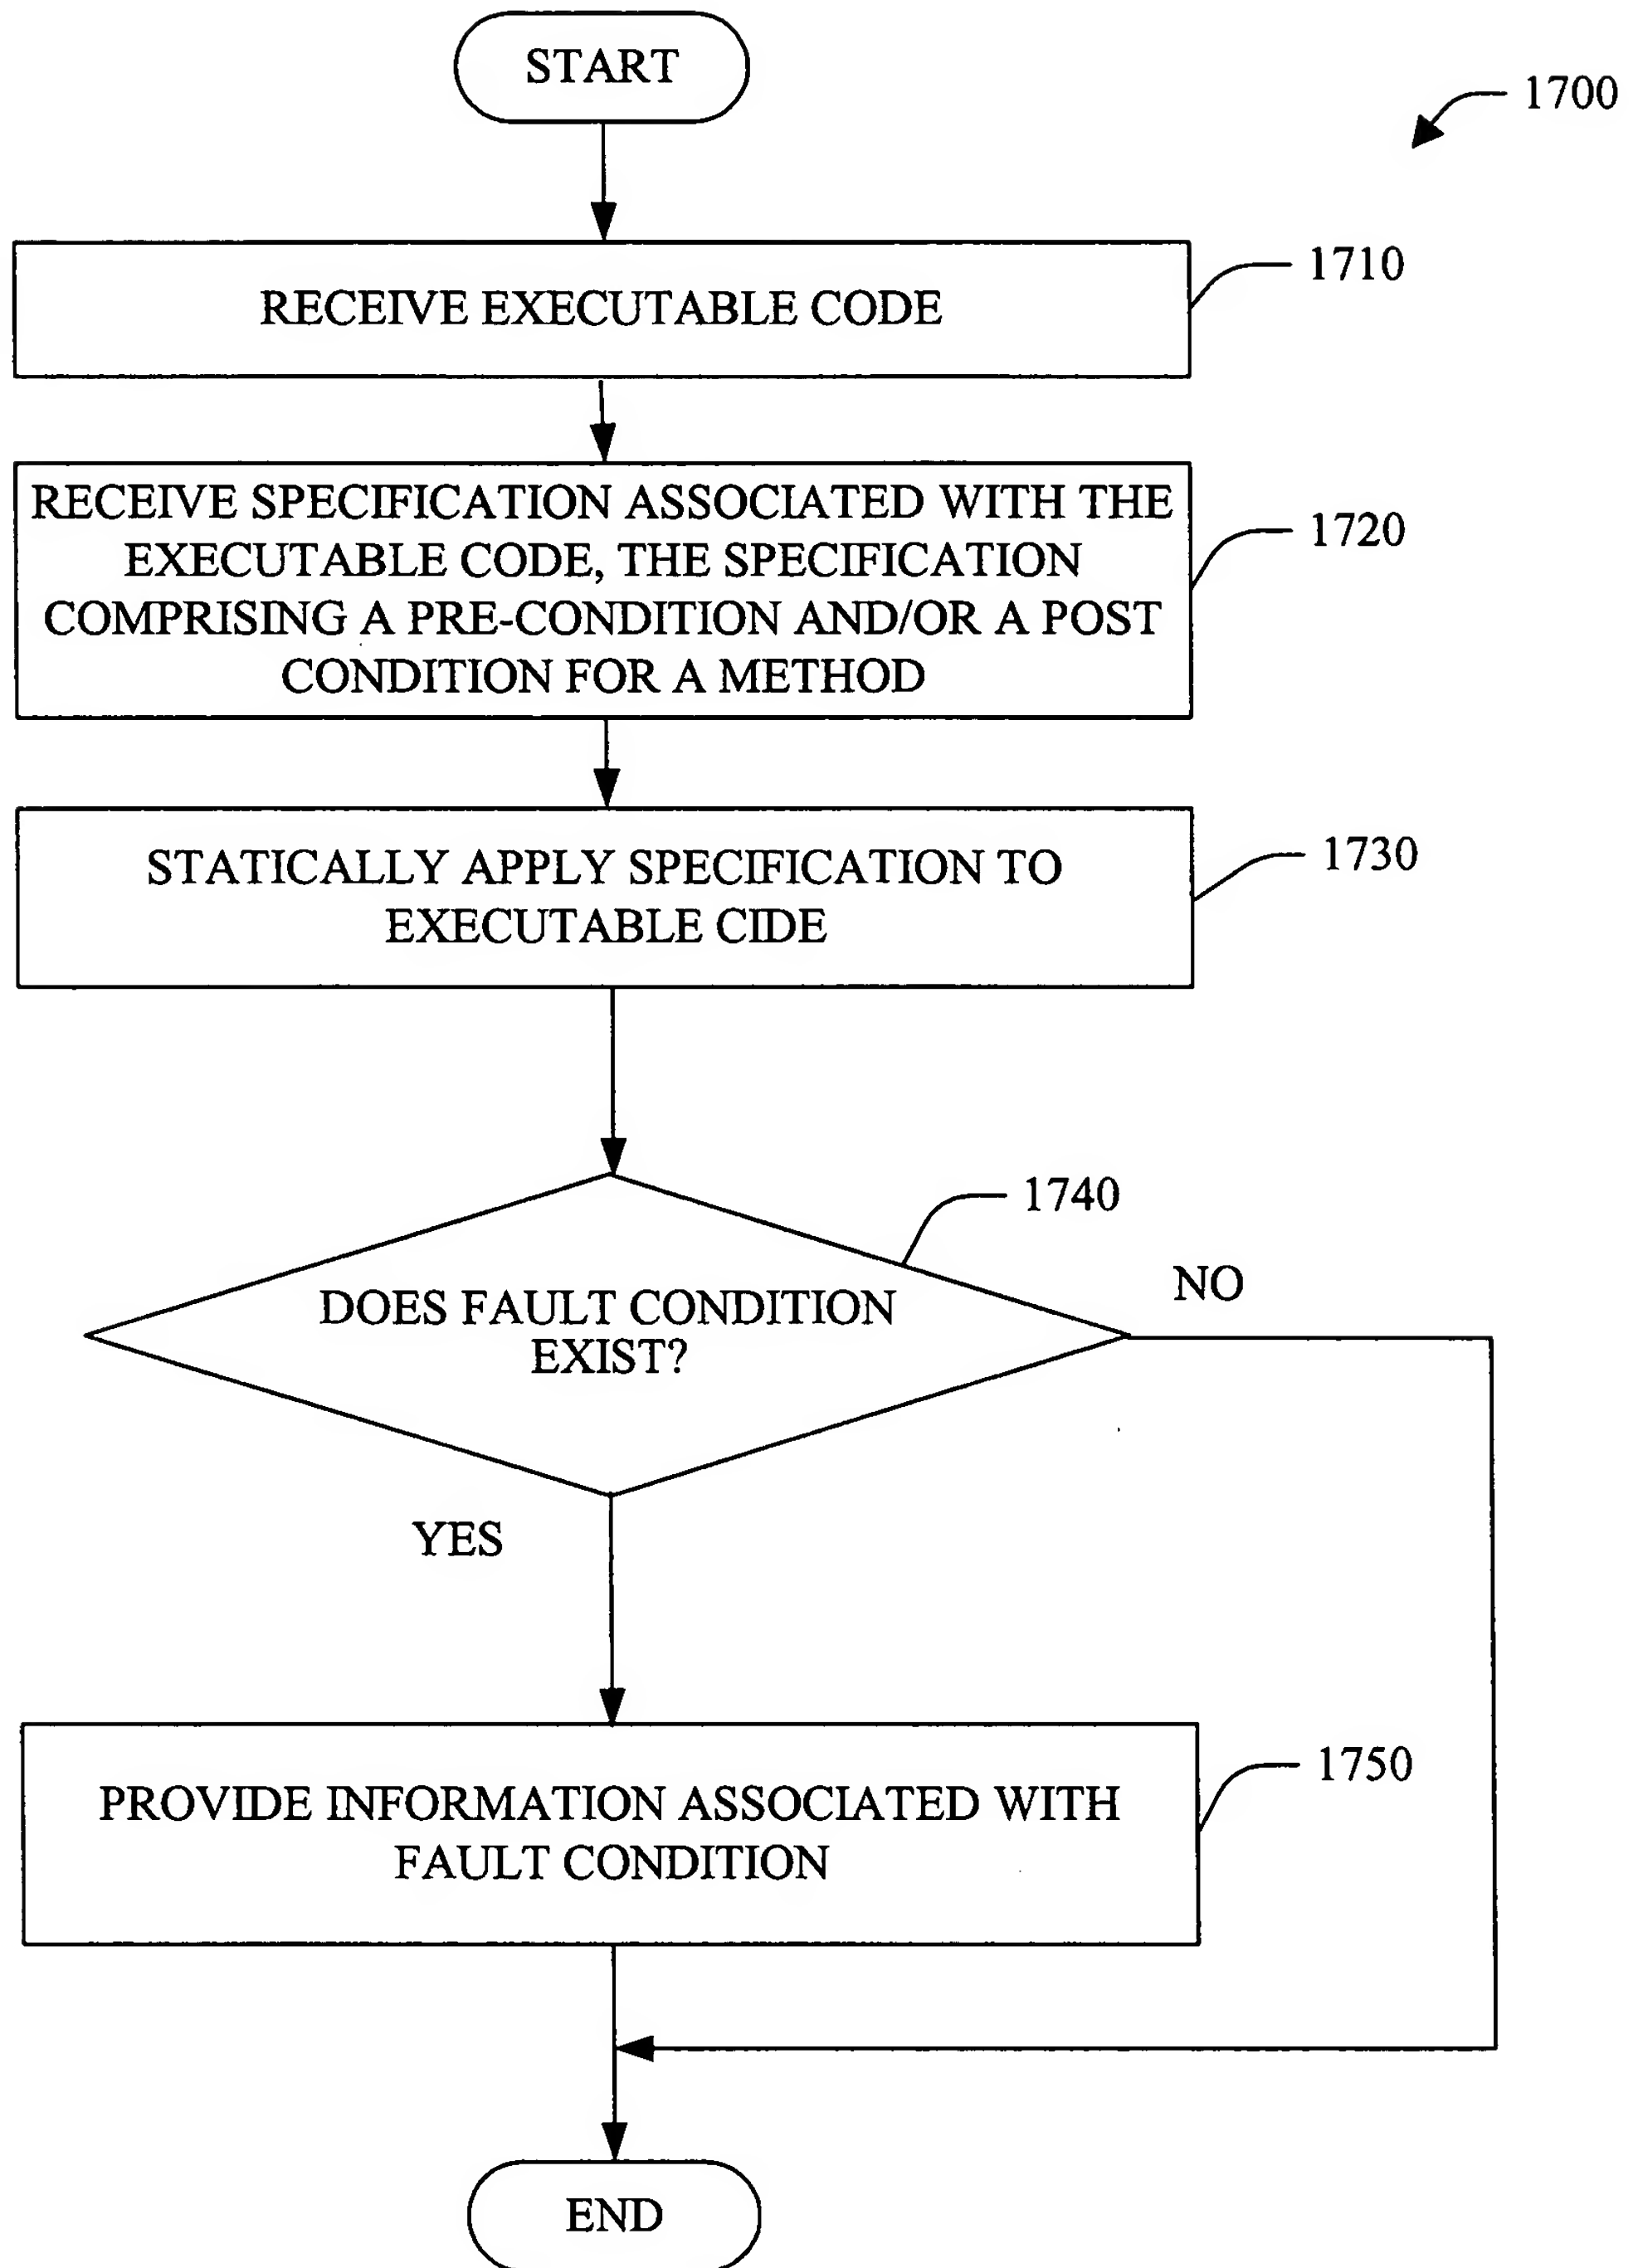 START
1700
RECEIVE EXECUTABLE CODE
1710
RECEIVE SPECIFICATION ASSOCIATED WITH THE
EXECUTABLE CODE, THE SPECIFICATION
COMPRISING A PRE-CONDITION AND/OR A POST
CONDITION FOR A METHOD
1720
STATICALLY APPLY SPECIFICATION TO
EXECUTABLE CIDE
1730
DOES FAULT CONDITION
EXIST?
1740
NO
YES
PROVIDE INFORMATION ASSOCIATED WITH
FAULT CONDITION
1750
END